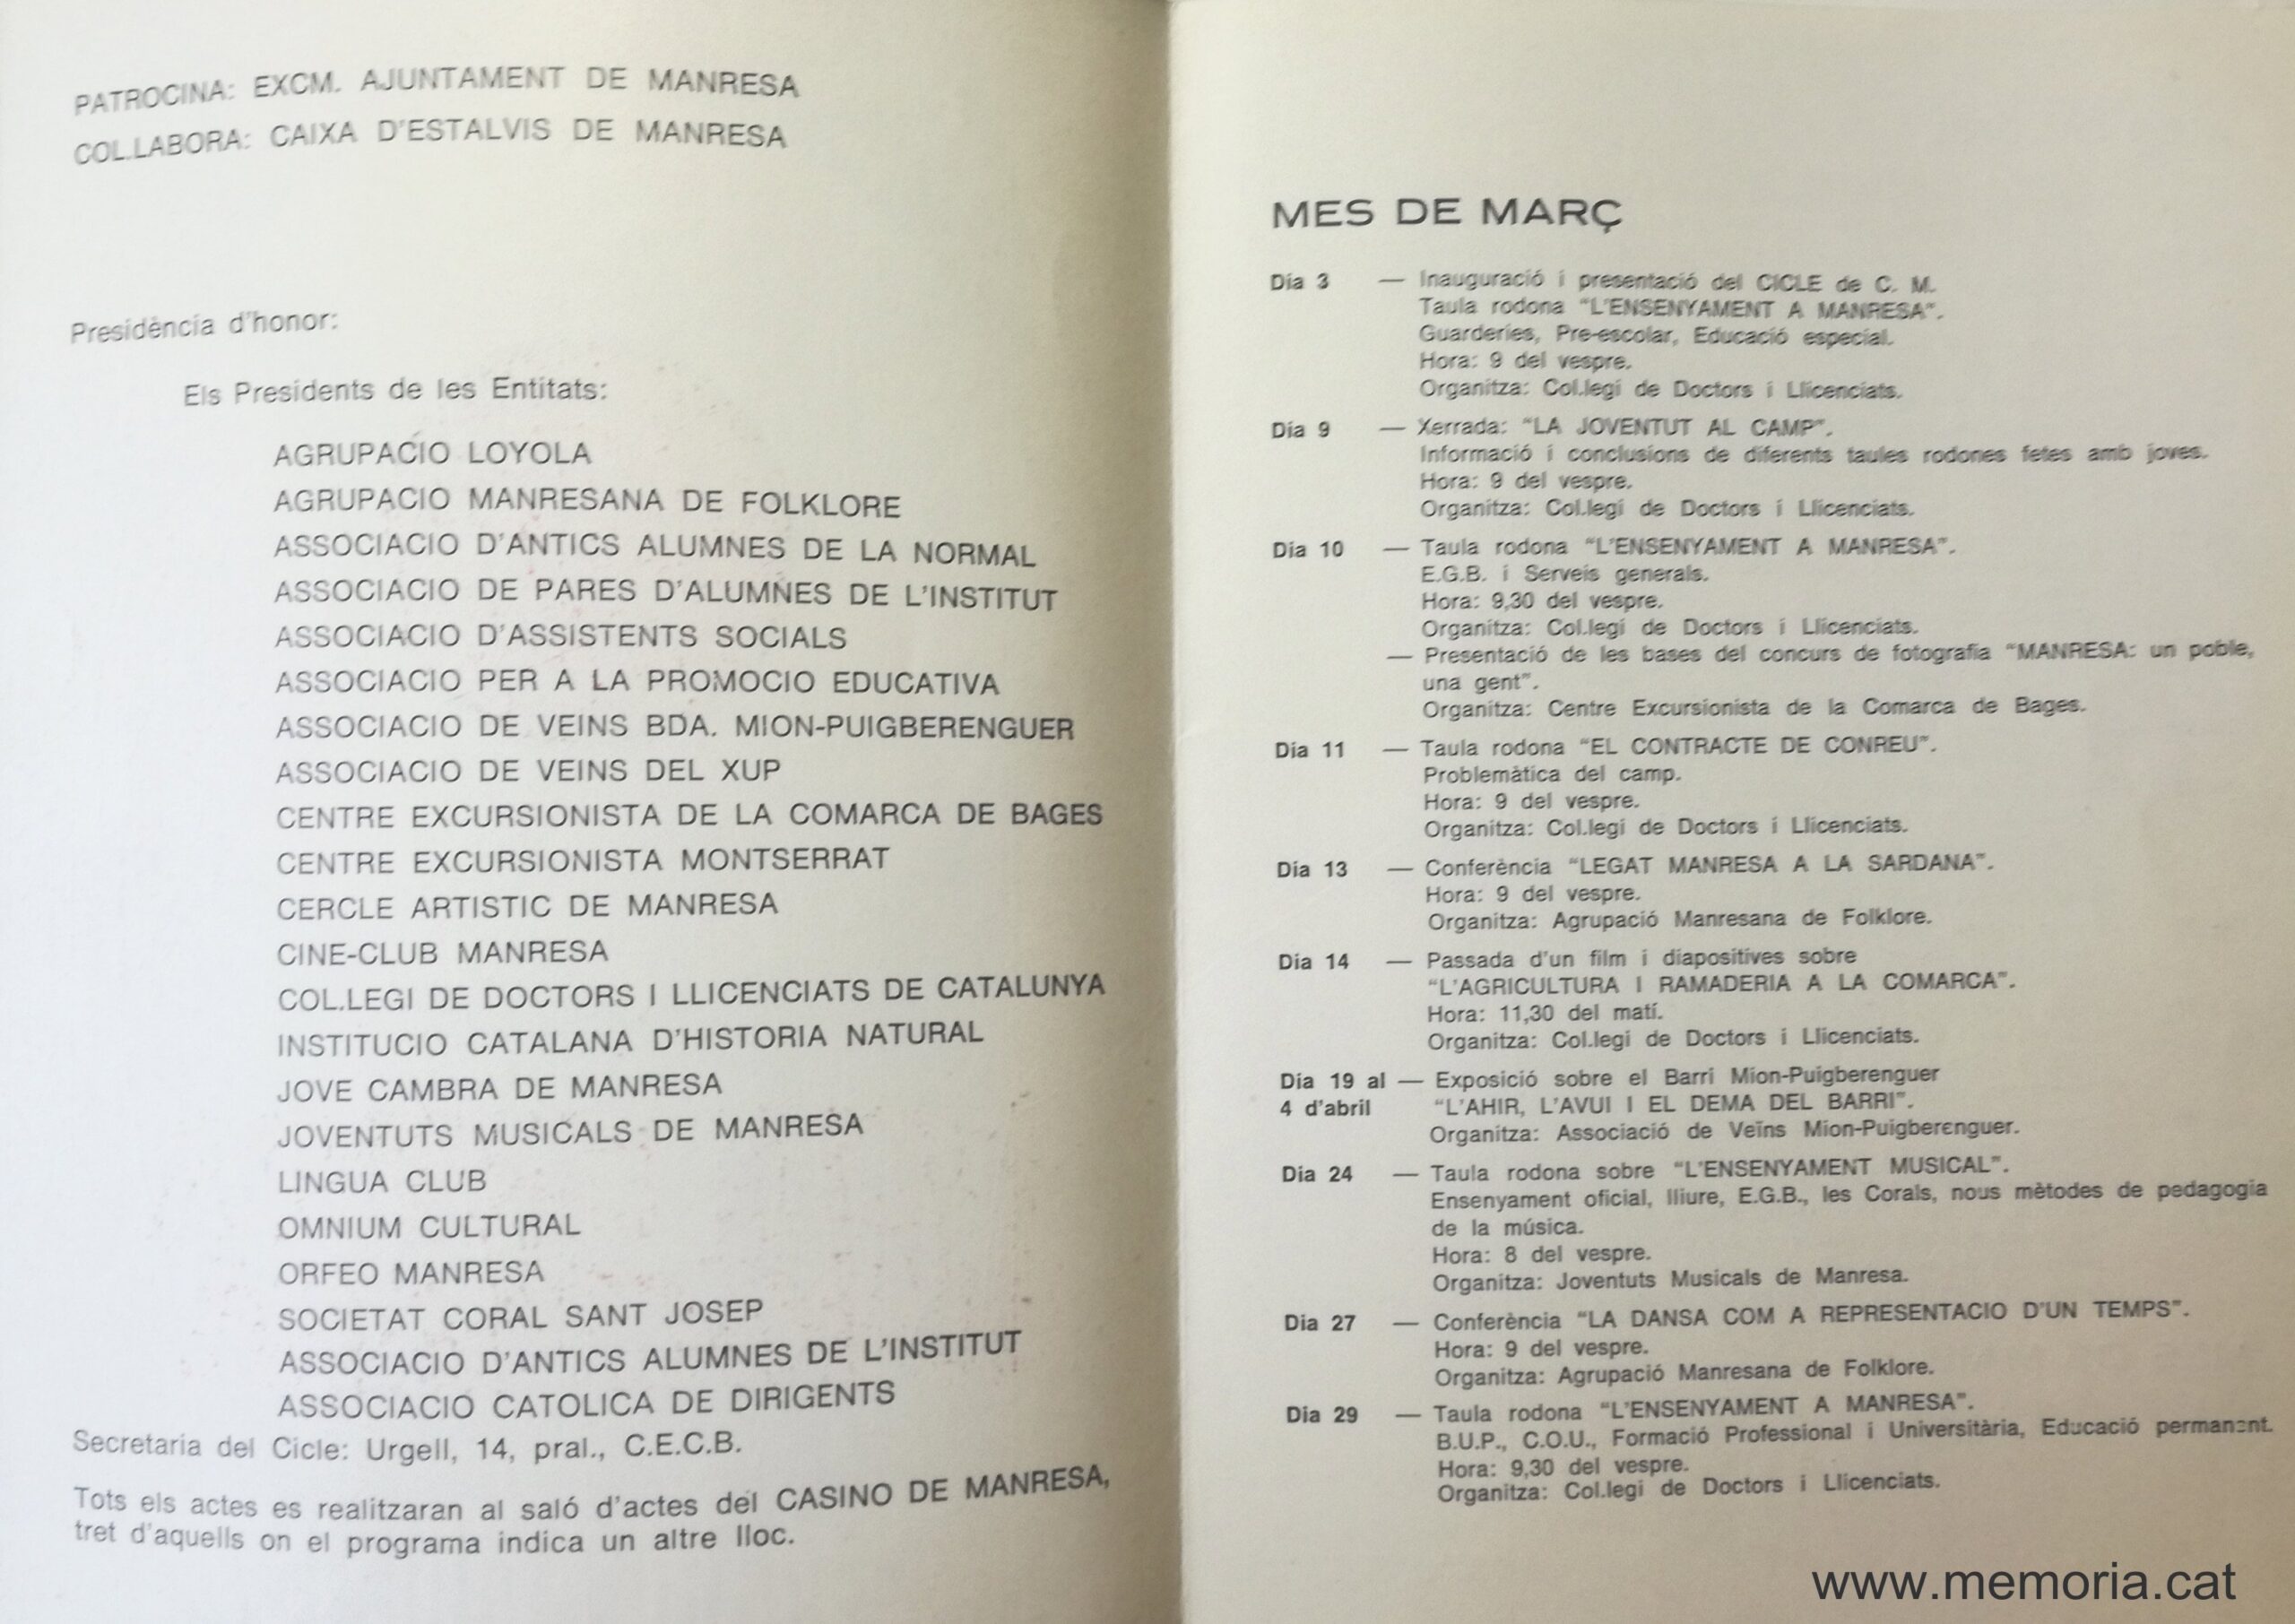 PATROCINA: EXCM. AJUNTAMENT DE MANRESA
COL.LABORA: CAIXA D'ESTALVIS DE MANRESA
Presidència d'honor:
Els Presidents de les Entitats:
AGRUPACIO LOYOLA
AGRUPACIO MANRESANA DE FOLKLORE
ASSOCIACIO D'ANTICS ALUMNES DE LA NORMAL
ASSOCIACIO DE PARES D'ALUMNES DE L'INSTITUT
ASSOCIACIO D'ASSISTENTS SOCIALS
ASSOCIACIO PER A LA PROMOCIO EDUCATIVA
ASSOCIACIO DE VEINS BDA. MION-PUIGBERENGUER
ASSOCIACIO DE VEINS DEL XUP
CENTRE EXCURSIONISTA DE LA COMARCA DE BAGES
CENTRE EXCURSIONISTA MONTSERRAT
CERCLE ARTISTIC DE MANRESA
CINE-CLUB MANRESA
COL.LEGI DE DOCTORS I LLICENCIATS DE CATALUNYA
INSTITUCIO CATALANA D'HISTORIA NATURAL
JOVE CAMBRA DE MANRESA
JOVENTUTS MUSICALS DE MANRESA
LINGUA CLUB
OMNIUM CULTURAL
ORFEO MANRESA
SOCIETAT CORAL SANT JOSEP
ASSOCIACIO D'ANTICS ALUMNES DE L'INSTITUT
ASSOCIACIO CATOLICA DE DIRIGENTS
Secretaria del Cicle: Urgell, 14, pral., C.E.C.B.
Tots els actes es realitzaran al saló d'actes del CASINO DE MANRESA,
tret d'aquells on el programa indica un altre lloc.
MES DE MARÇ
Dia 3 — Inauguració i presentació del CICLE de C. M.
Taula rodona "L'ENSENYAMENT A MANRESA".
Guarderies, Pre-escolar, Educació especial.
Hora: 9 del vespre.
Organitza: Col.legi de Doctors i Llicenciats.
Dia 9 — Xerrada: "LA JOVENTUT AL CAMP".
Informació i conclusions de diferents taules rodones fetes amb joves.
Hora: 9 del vespre.
Organitza: Col.legi de Doctors i Llicenciats.
Dia 10 — Taula rodona "L'ENSENYAMENT A MANRESA".
E.G.B. i Serveis generals.
Hora: 9,30 del vespre.
Organitza: Col.legi de Doctors i Llicenciats.
— Presentació de les bases del concurs de fotografia "MANRESA: un poble,
una gent".
Organitza: Centre Excursionista de la Comarca de Bages.
Dia 11 — Taula rodona "EL CONTRACTE DE CONREU".
Problemàtica del camp.
Hora: 9 del vespre.
Organitza: Col.legi de Doctors i Llicenciats.
Dia 13 — Conferència "LEGAT MANRESA A LA SARDANA".
Hora: 9 del vespre.
Organitza: Agrupació Manresana de Folklore.
Dia 14 — Passada d'un film i diapositives sobre
"L'AGRICULTURA I RAMADERIA A LA COMARCA".
Hora: 11,30 del matí.
Organitza: Col.legi de Doctors i Llicenciats.
Dia 19 al — Exposició sobre el Barri Mion-Puigberenguer
4 d'abril "L'AHIR, L'AVUI I EL DEMA DEL BARRI".
Organitza: Associació de Veïns Mion-Puigberenguer.
Dia 24 — Taula rodona sobre "L'ENSENYAMENT MUSICAL".
Ensenyament oficial, lliure, E.G.B., les Corals, nous mètodes de pedagogia
de la música.
Hora: 8 del vespre.
Organitza: Joventuts Musicals de Manresa.
Dia 27 — Conferència "LA DANSA COM A REPRESENTACIO D'UN TEMPS".
Hora: 9 del vespre.
Organitza: Agrupació Manresana de Folklore.
Dia 29 — Taula rodona "L'ENSENYAMENT A MANRESA".
B.U.P., C.O.U., Formació Professional i Universitària, Educació permanent.
Hora: 9,30 del vespre.
Organitza: Col.legi de Doctors i Llicenciats.
www.memoria.cat